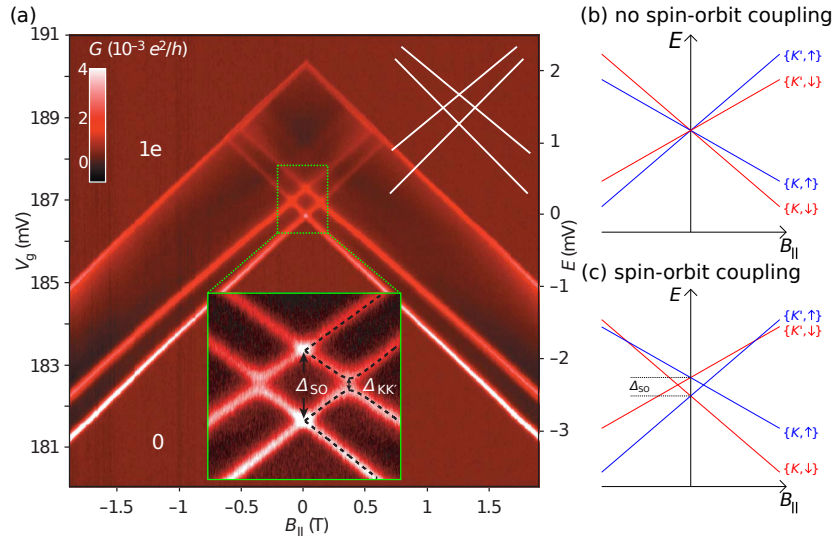 (a)
191
189
187
185
183
181
V_g (mV)
G (10⁻³ e²/h)
4
2
0
1e
0
Δ_SO
Δ_KK′
−1.5
−1
−0.5
0
0.5
1
1.5
B_|| (T)
2
1
0
−1
−2
−3
E (mV)
(b) no spin-orbit coupling
E
{K',↑}
{K',↓}
{K,↑}
{K,↓}
B_||
(c) spin-orbit coupling
E
{K',↑}
{K',↓}
Δ_SO
{K,↑}
{K,↓}
B_||